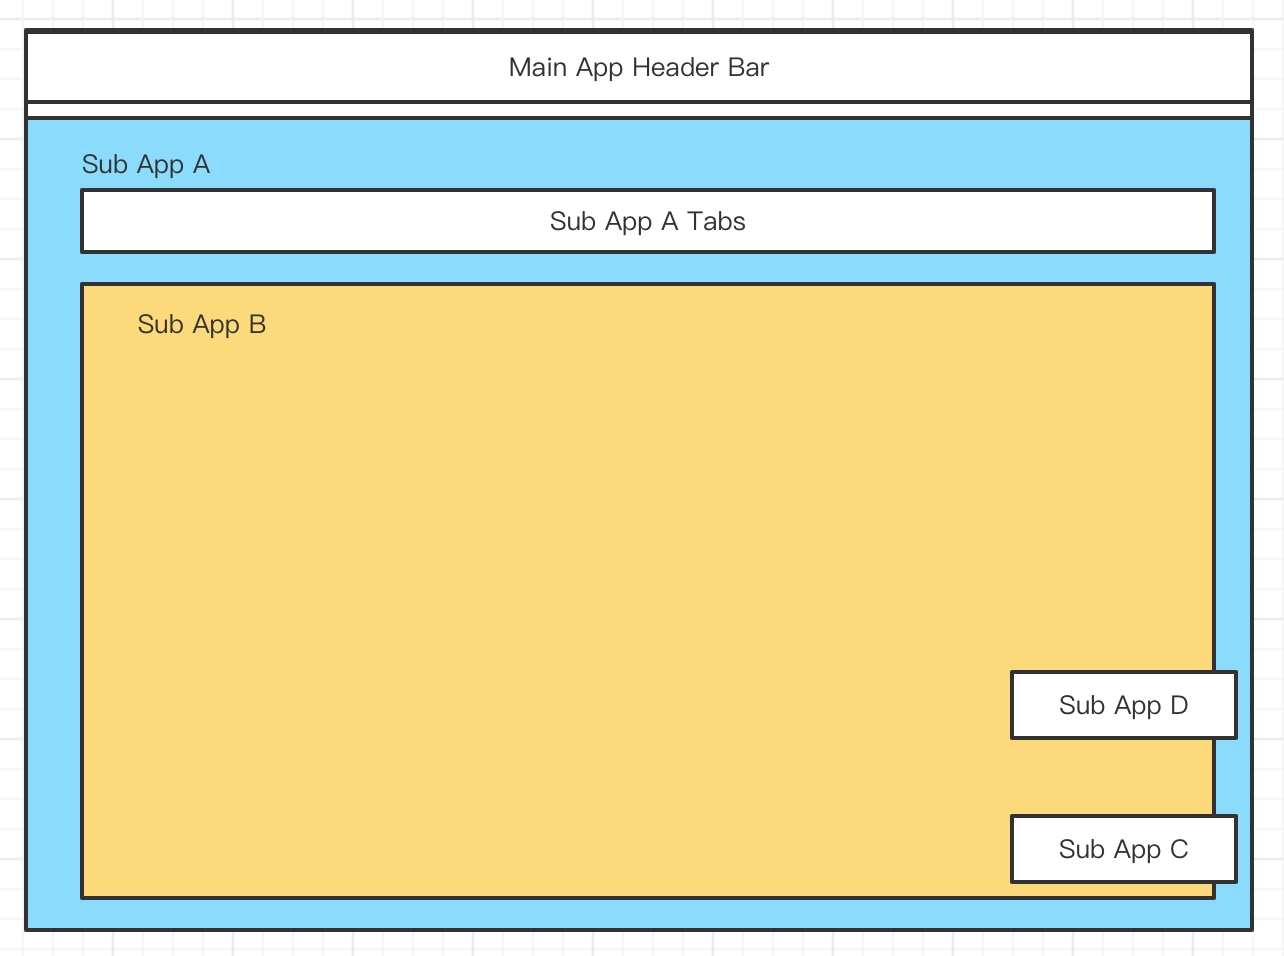 Main App Header Bar
Sub App A
Sub App A Tabs
Sub App B
Sub App D
Sub App C